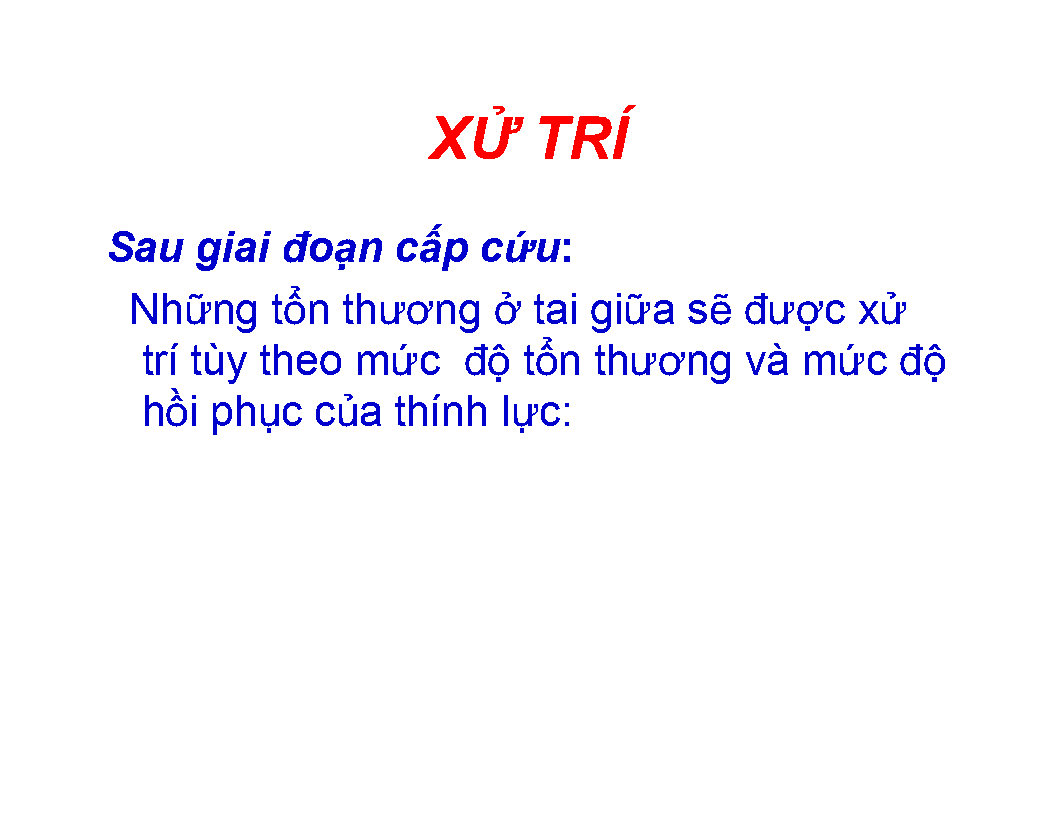 XỬ TRÍ
Sau giai đoạn cấp cứu:
Những tổn thương ở tai giữa sẽ được xử
trí tùy theo mức độ tổn thương và mức độ
hồi phục của thính lực: